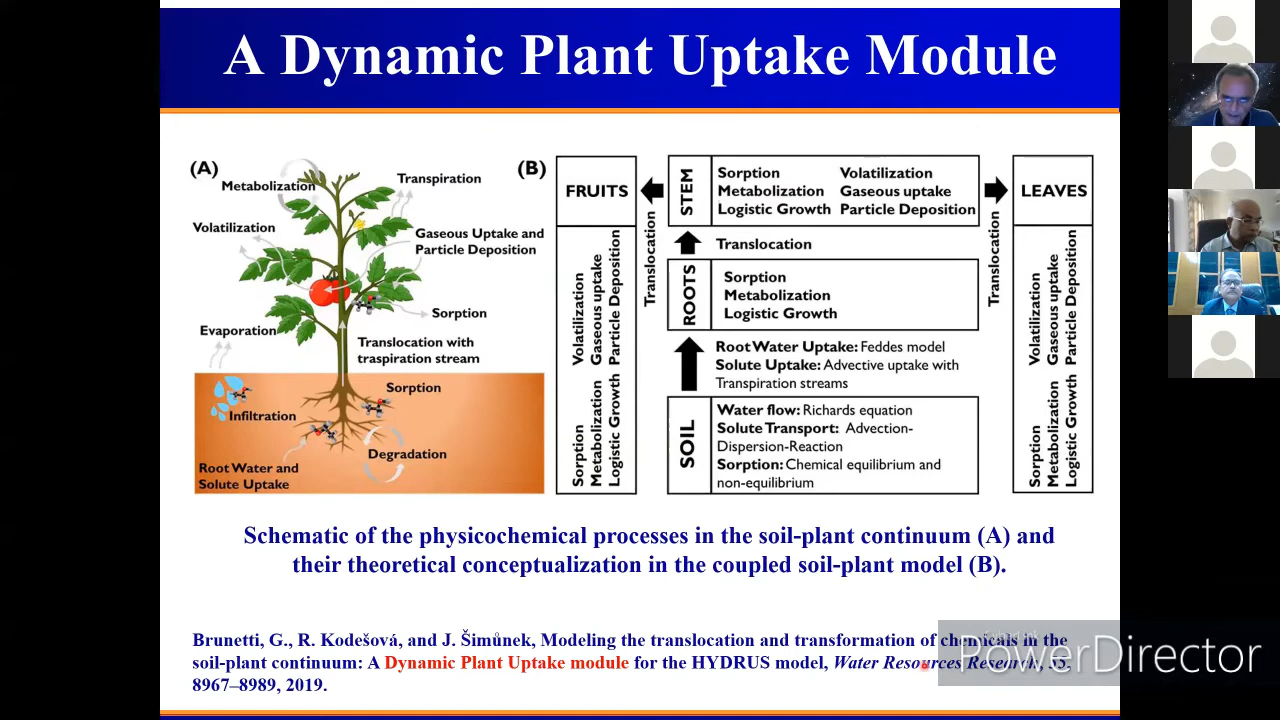 A Dynamic Plant Uptake Module
(A)
Metabolization
Transpiration
Volatilization
Gaseous Uptake and
Particle Deposition
Sorption
Evaporation
Translocation with
traspiration stream
Sorption
Infiltration
Degradation
Root Water and
Solute Uptake
(B)
FRUITS
Volatilization
Gaseous uptake
Particle Deposition
Sorption
Metabolization
Logistic Growth
Translocation
STEM
Sorption
Metabolization
Logistic Growth
Volatilization
Gaseous uptake
Particle Deposition
Translocation
ROOTS
Sorption
Metabolization
Logistic Growth
Root Water Uptake: Feddes model
Solute Uptake: Advective uptake with
Transpiration streams
SOIL
Water flow: Richards equation
Solute Transport: Advection-
Dispersion-Reaction
Sorption: Chemical equilibrium and
non-equilibrium
Translocation
LEAVES
Volatilization
Gaseous uptake
Particle Deposition
Sorption
Metabolization
Logistic Growth
Schematic of the physicochemical processes in the soil-plant continuum (A) and
their theoretical conceptualization in the coupled soil-plant model (B).
Brunetti, G., R. Kodešová, and J. Šimůnek, Modeling the translocation and transformation of chemicals in the
soil-plant continuum: A Dynamic Plant Uptake module for the HYDRUS model, Water Resources Research, 55,
8967–8989, 2019.
PowerDirector